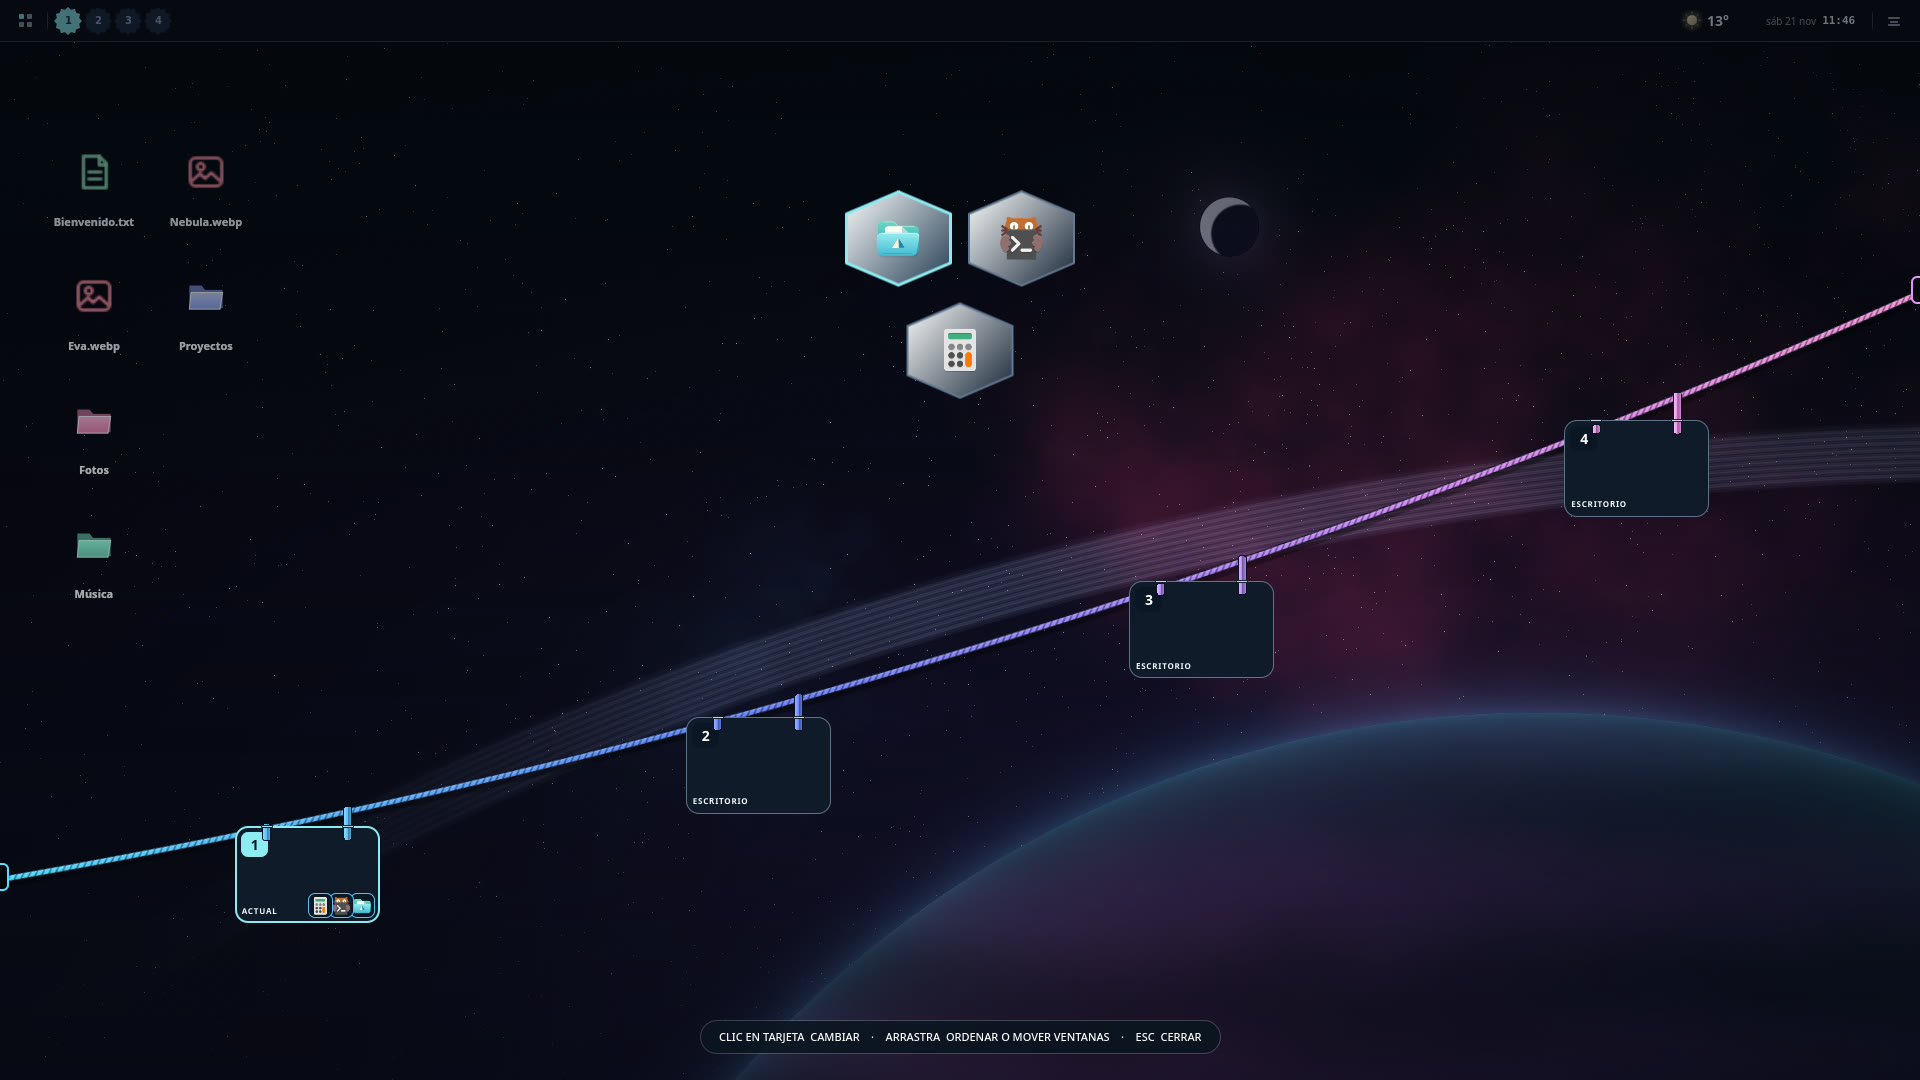 1 2 3 4
13° sáb 21 nov 11:46
Bienvenido.txt Nebula.webp
Eva.webp Proyectos
Fotos
Música
4
ESCRITORIO
3
ESCRITORIO
2
ESCRITORIO
1
ACTUAL
CLIC EN TARJETA CAMBIAR · ARRASTRA ORDENAR O MOVER VENTANAS · ESC CERRAR